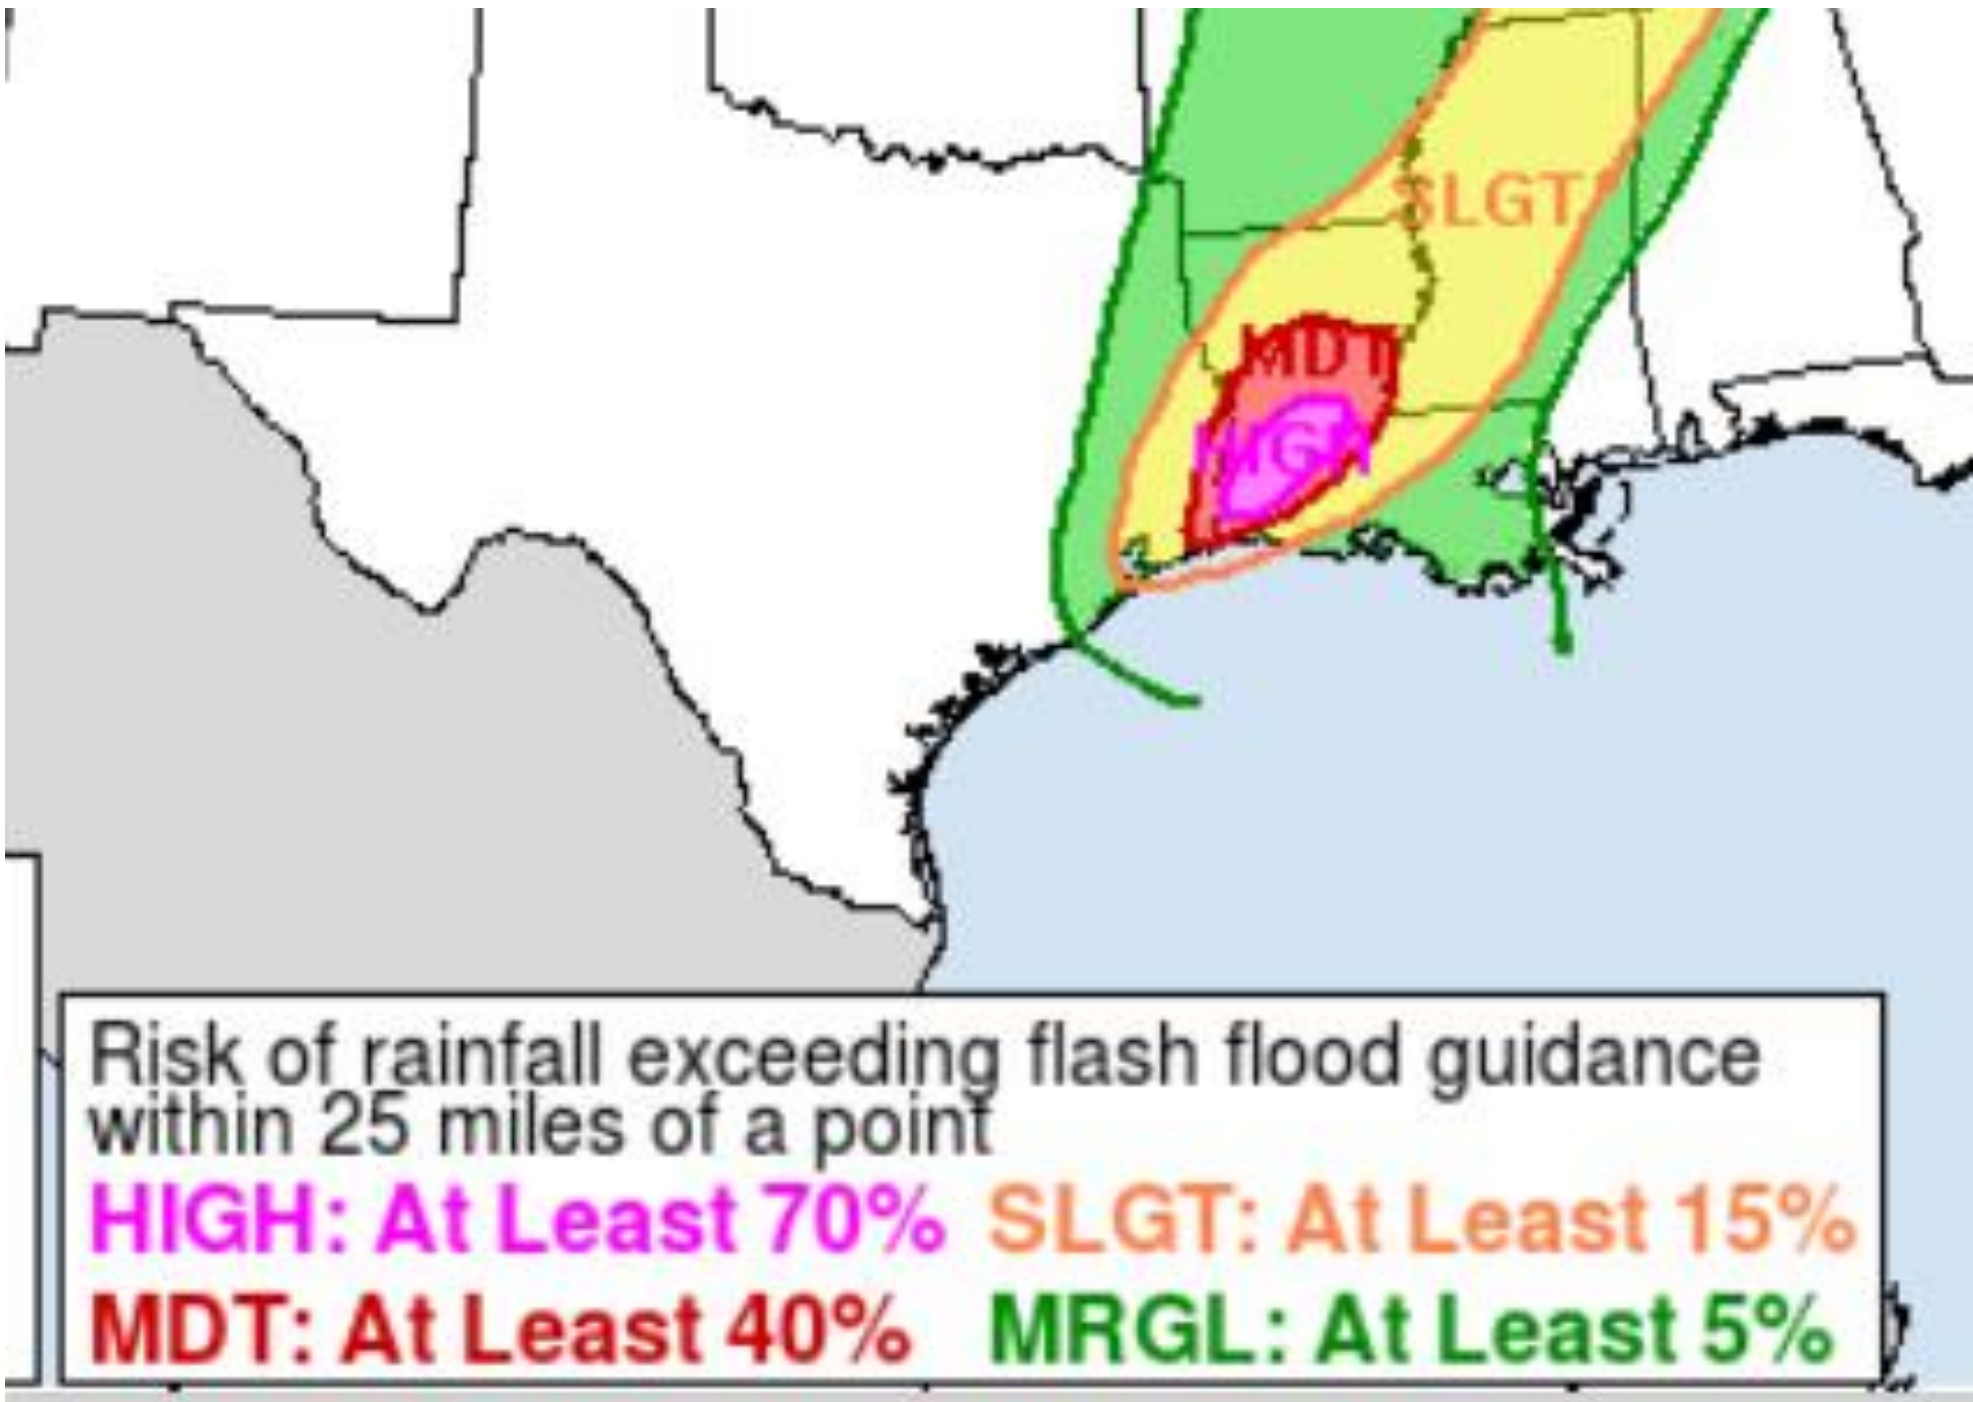 SLGT
MDT
HIGH
Risk of rainfall exceeding flash flood guidance
within 25 miles of a point
HIGH: At Least 70% SLGT: At Least 15%
MDT: At Least 40% MRGL: At Least 5%